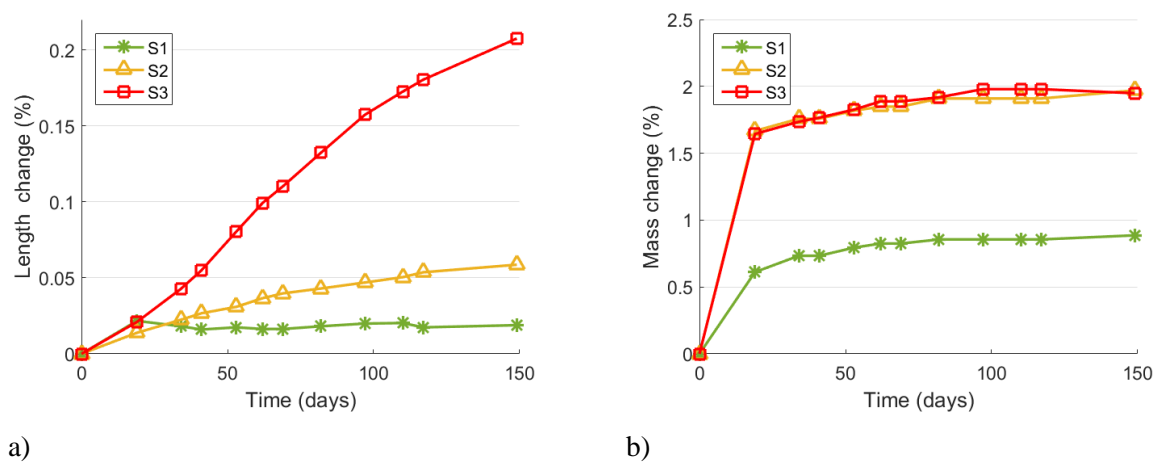 0.2
0.15
0.1
0.05
0
Length change (%)
S1
S2
S3
0 50 100 150
Time (days)
a)
2.5
2
1.5
1
0.5
0
Mass change (%)
S1
S2
S3
0 50 100 150
Time (days)
b)